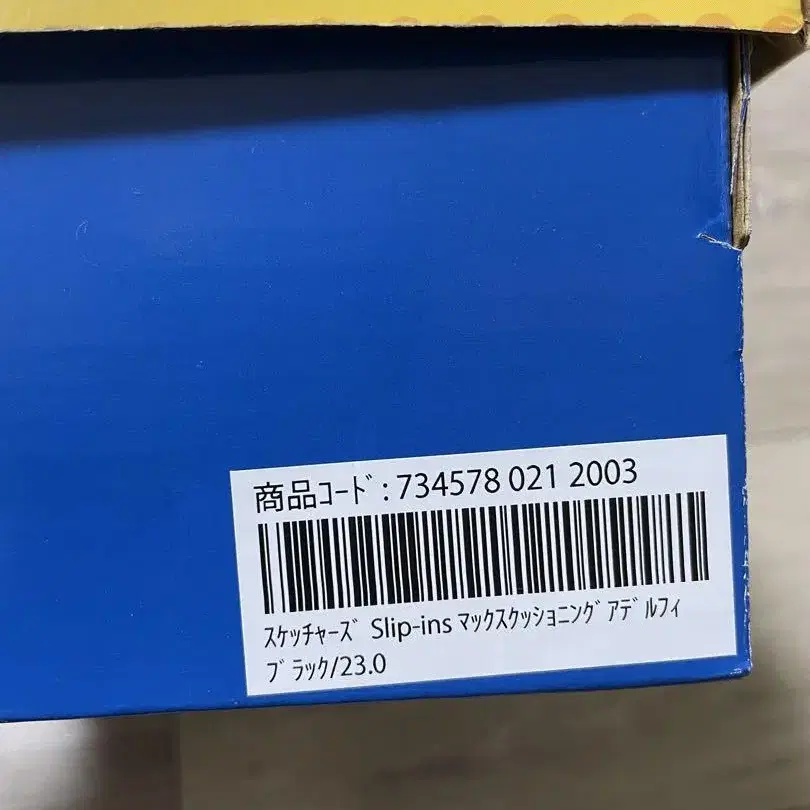 商品ｺｰﾄﾞ : 734578 021 2003
ｽｹｯﾁｬｰｽﾞ Slip-ins ﾏｯｸｽｸｯｼｮﾆﾝｸﾞ ｱﾃﾞﾙﾌｨ
ﾌﾞﾗｯｸ/23.0